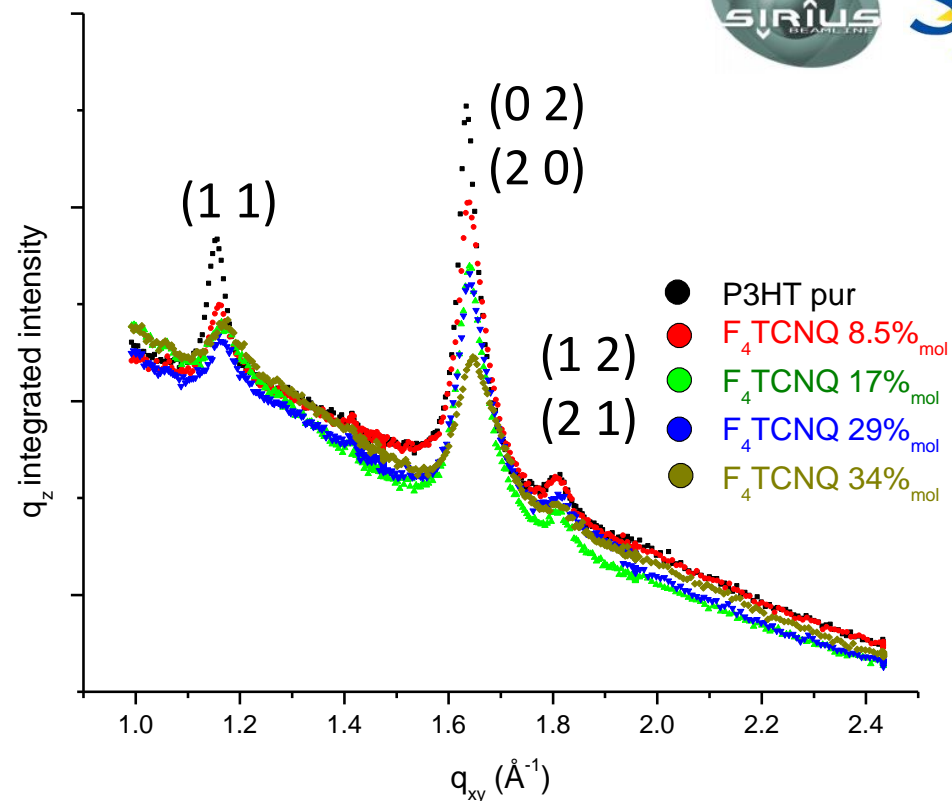 SIRIUS
BEAMLINE
(0 2)
(2 0)
(1 1)
(1 2)
(2 1)
P3HT pur
F4TCNQ 8.5%mol
F4TCNQ 17%mol
F4TCNQ 29%mol
F4TCNQ 34%mol
qz integrated intensity
1.0 1.2 1.4 1.6 1.8 2.0 2.2 2.4
qxy (Å-1)